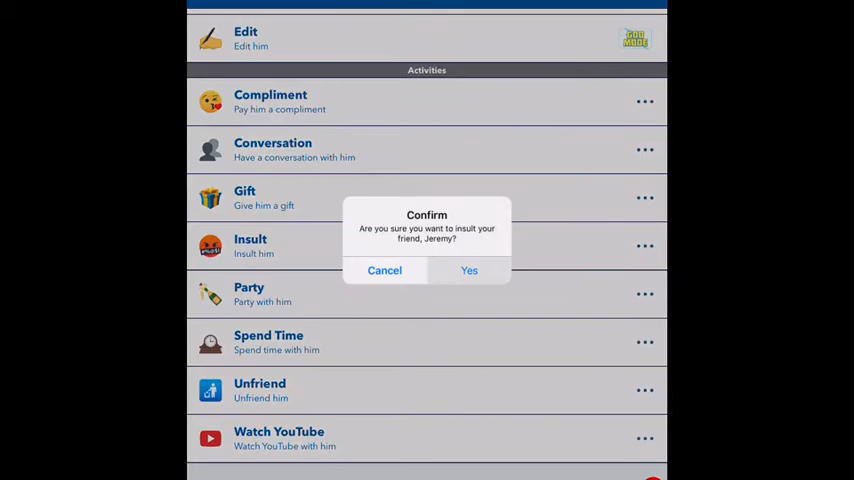 Edit
Edit him
GOD
MODE
Activities
Compliment
Pay him a compliment
Conversation
Have a conversation with him
Gift
Give him a gift
Insult
Insult him
Confirm
Are you sure you want to insult your
friend, Jeremy?
Cancel
Yes
Party
Party with him
Spend Time
Spend time with him
Unfriend
Unfriend him
Watch YouTube
Watch YouTube with him